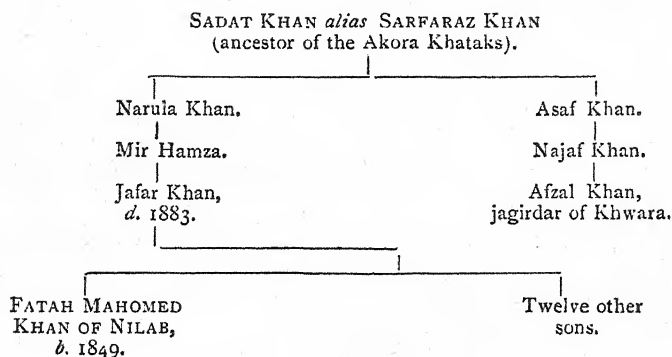 SADAT KHAN alias SARFARAZ KHAN
(ancestor of the Akora Khataks).
Narula Khan. Asaf Khan.
Mir Hamza. Najaf Khan.
Jafar Khan, Afzal Khan,
d. 1883. jagirdar of Khwara.
FATAH MAHOMED Twelve other
KHAN OF NILAB, sons.
b. 1849.